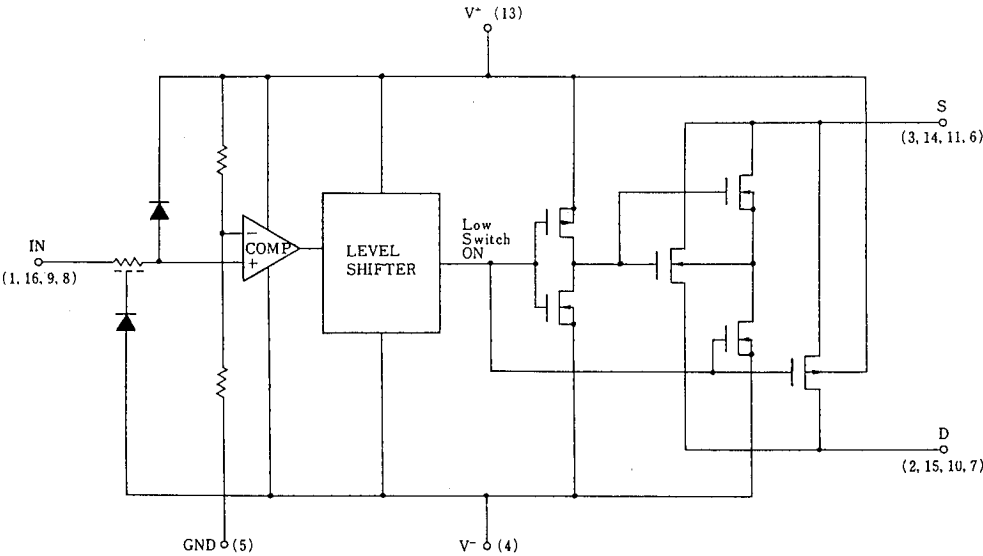 V⁺ (13)
S
(3, 14, 11, 6)
IN
(1, 16, 9, 8)
−
COMP
+
LEVEL
SHIFTER
Low
Switch
ON
D
(2, 15, 10, 7)
GND (5)
V⁻ (4)